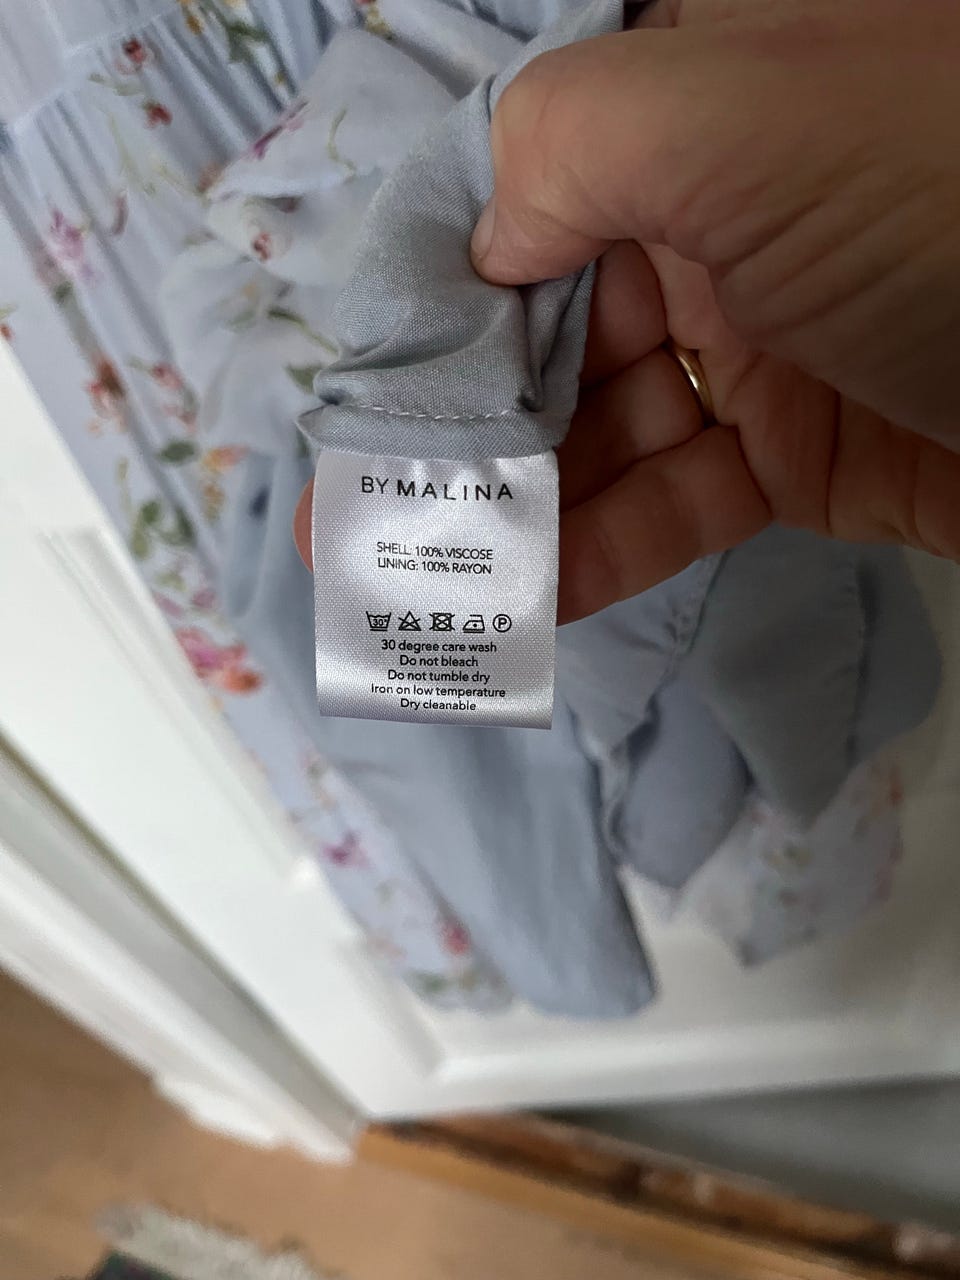 BY MALINA
SHELL: 100% VISCOSE
LINING: 100% RAYON
30° P
30 degree care wash
Do not bleach
Do not tumble dry
Iron on low temperature
Dry cleanable